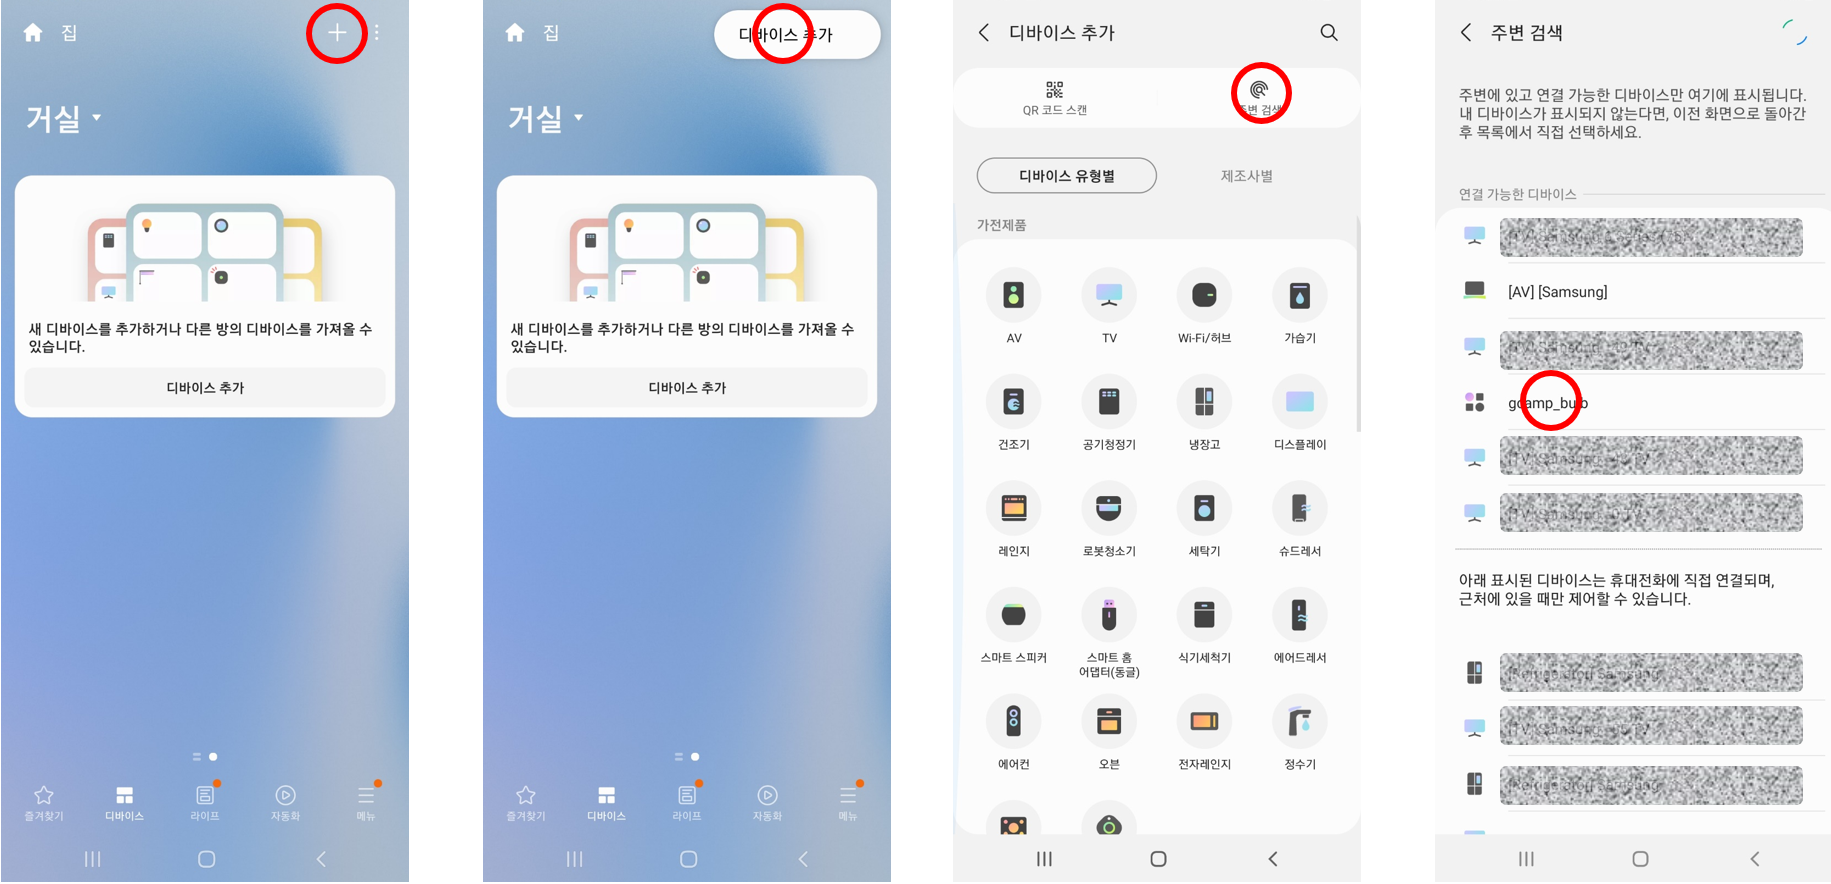 집
거실
새 디바이스를 추가하거나 다른 방의 디바이스를 가져올 수
있습니다.
디바이스 추가
즐겨찾기
디바이스
라이프
자동화
메뉴
집
디바이스 추가
거실
새 디바이스를 추가하거나 다른 방의 디바이스를 가져올 수
있습니다.
디바이스 추가
즐겨찾기
디바이스
라이프
자동화
메뉴
디바이스 추가
QR 코드 스캔
주변 검색
디바이스 유형별
제조사별
가전제품
AV
TV
Wi-Fi/허브
가습기
건조기
공기청정기
냉장고
디스플레이
레인지
로봇청소기
세탁기
슈드레서
스마트 스피커
스마트 홈
어댑터(동글)
식기세척기
에어드레서
에어컨
오븐
전자레인지
정수기
주변 검색
주변에 있고 연결 가능한 디바이스만 여기에 표시됩니다.
내 디바이스가 표시되지 않는다면, 이전 화면으로 돌아간
후 목록에서 직접 선택하세요.
연결 가능한 디바이스
[AV] [Samsung]
아래 표시된 디바이스는 휴대전화에 직접 연결되며,
근처에 있을 때만 제어할 수 있습니다.